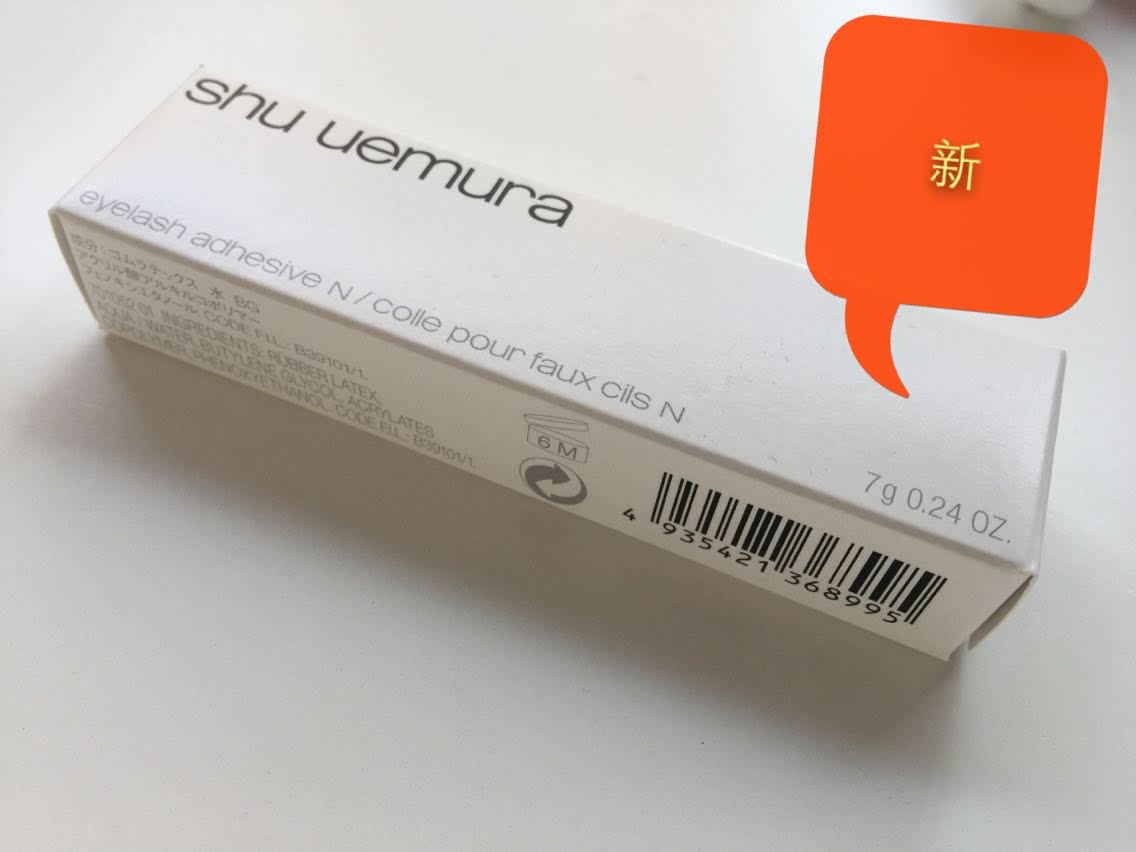 shu uemura
eyelash adhesive N / colle pour faux cils N
7g 0.24 OZ.
新
成分：ゴムラテックス 水 BG
アクリル酸アルキルコポリマー
フェノキシエタノール. CODE F.I.L.: B39101/1.
INGREDIENTS: RUBBER LATEX,
AQUA / WATER, BUTYLENE GLYCOL, ACRYLATES
COPOLYMER, PHENOXYETHANOL. CODE F.I.L.: B39101/1.
6 M
4 935421 368995